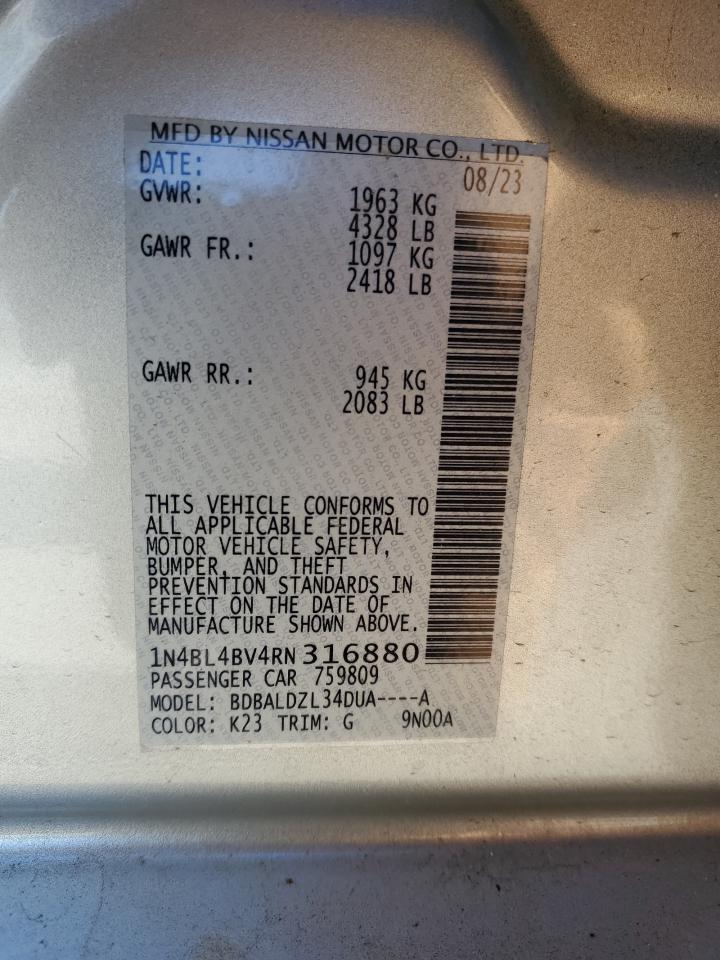 MFD BY NISSAN MOTOR CO., LTD.
DATE: 08/23
GVWR: 1963 KG
4328 LB
GAWR FR.: 1097 KG
2418 LB
GAWR RR.: 945 KG
2083 LB
THIS VEHICLE CONFORMS TO
ALL APPLICABLE FEDERAL
MOTOR VEHICLE SAFETY,
BUMPER, AND THEFT
PREVENTION STANDARDS IN
EFFECT ON THE DATE OF
MANUFACTURE SHOWN ABOVE.
1N4BL4BV4RN316880
PASSENGER CAR 759809
MODEL: BDBALDZL34DUA----A
COLOR: K23 TRIM: G 9N00A